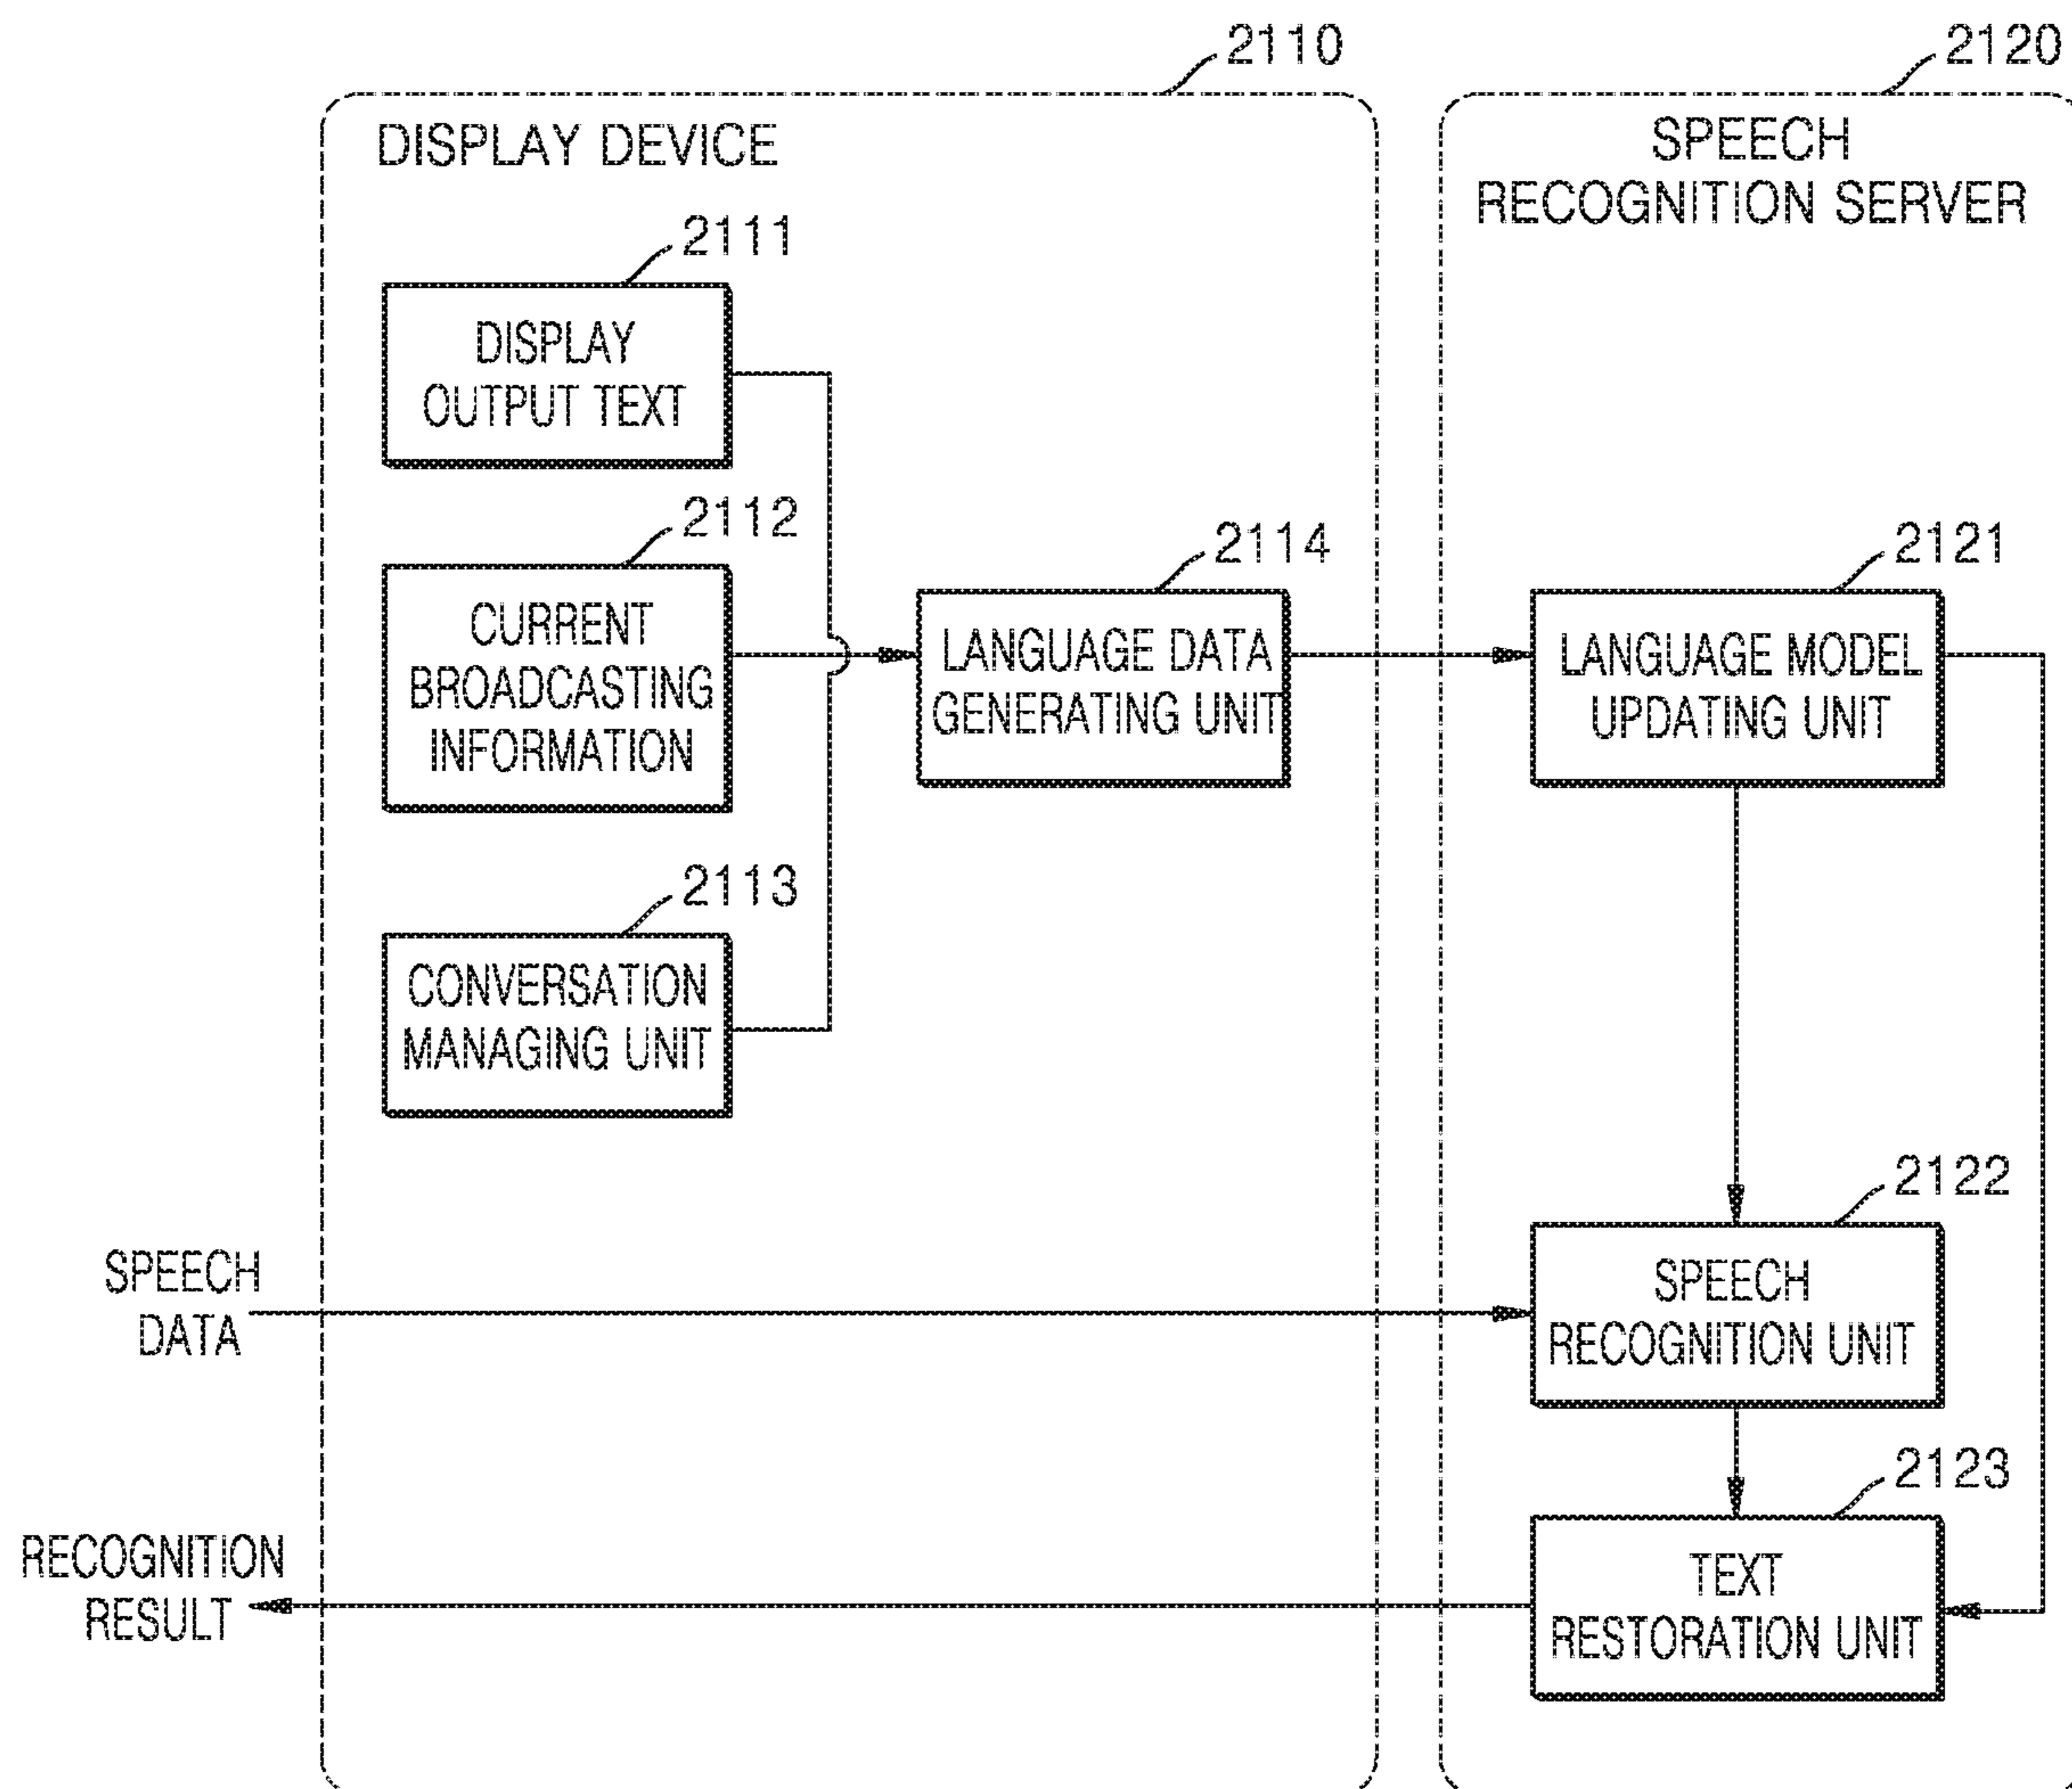 2110
2120
DISPLAY DEVICE
SPEECH
RECOGNITION SERVER
2111
DISPLAY
OUTPUT TEXT
2112
CURRENT
BROADCASTING
INFORMATION
2114
LANGUAGE DATA
GENERATING UNIT
2121
LANGUAGE MODEL
UPDATING UNIT
2113
CONVERSATION
MANAGING UNIT
2122
SPEECH
RECOGNITION UNIT
SPEECH
DATA
2123
TEXT
RESTORATION UNIT
RECOGNITION
RESULT